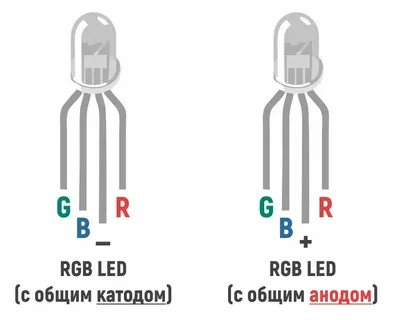 G R G R
B B
− +
RGB LED RGB LED
(с общим катодом) (с общим анодом)